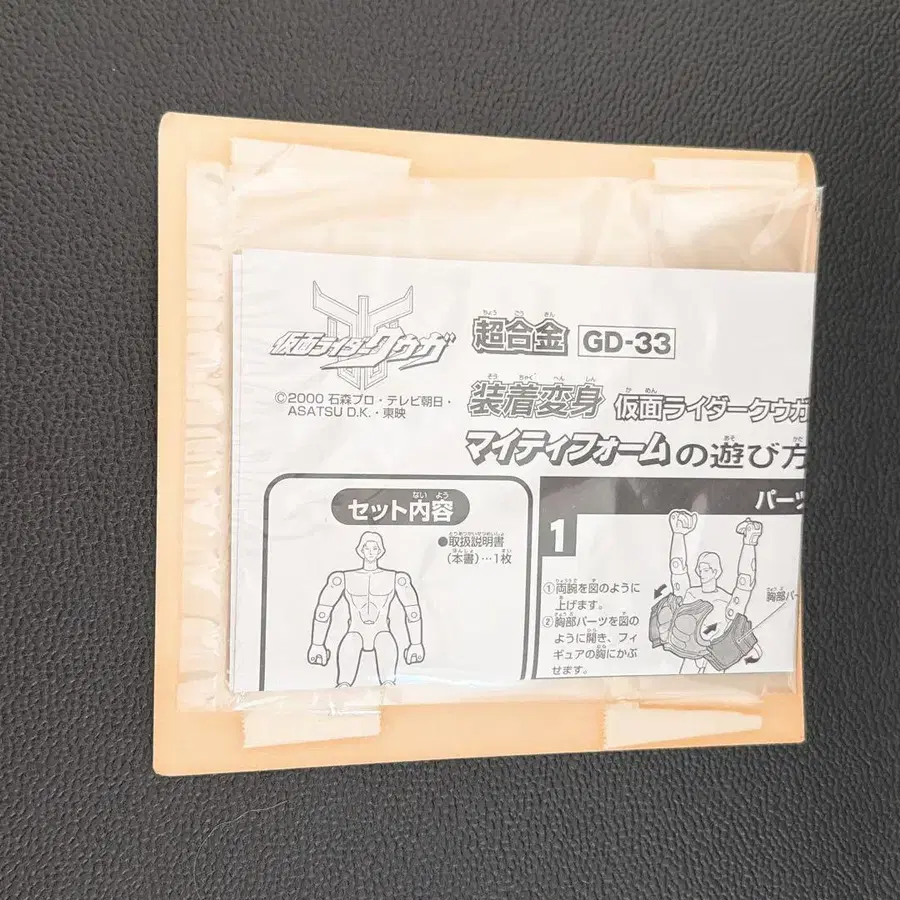 仮面ライダークウガ
©2000 石森プロ・テレビ朝日・
ASATSU D.K.・東映
超合金 GD-33
装着変身 仮面ライダークウガ
マイティフォームの遊び方
セット内容
●取扱説明書
(本書)…1枚
パーツ
1
①両腕を図のように
上げます。
②胸部パーツを図の
ように開き、フィ
ギュアの胸にかぶ
せます。
胸部パー